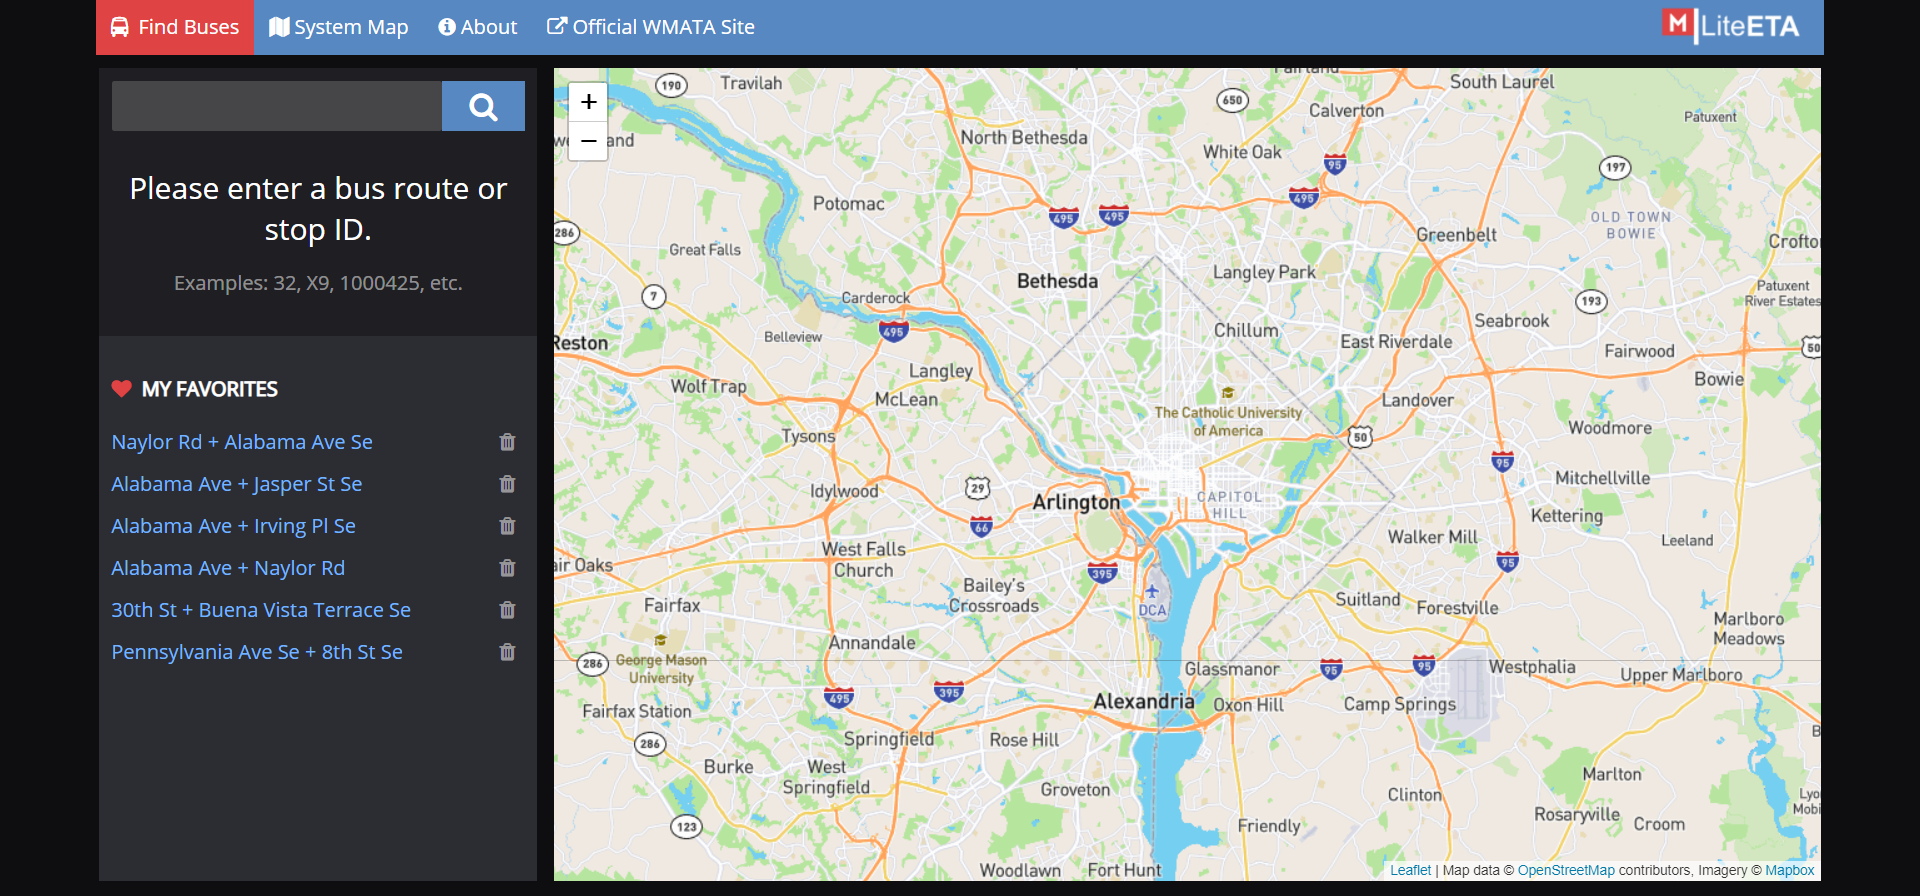 Find Buses
System Map
About
Official WMATA Site
M LiteETA
Please enter a bus route or
stop ID.
Examples: 32, X9, 1000425, etc.
MY FAVORITES
Naylor Rd + Alabama Ave Se
Alabama Ave + Jasper St Se
Alabama Ave + Irving Pl Se
Alabama Ave + Naylor Rd
30th St + Buena Vista Terrace Se
Pennsylvania Ave Se + 8th St Se
+
−
190
Travilah
Fairland
South Laurel
650
Calverton
Patuxent
North Bethesda
White Oak
95
197
Potomac
495
495
495
OLD TOWN
BOWIE
286
Great Falls
Greenbelt
Crofto
Bethesda
Langley Park
7
Carderock
193
Patuxent
River Estates
495
Belleview
Chillum
East Riverdale
Seabrook
Reston
Fairwood
50
Wolf Trap
Langley
McLean
Bowie
The Catholic University
of America
Landover
Tysons
50
Woodmore
95
Mitchellville
Idylwood
29
Arlington
CAPITOL
HILL
66
Kettering
Walker Mill
Leeland
West Falls
Church
air Oaks
95
395
Bailey's
Crossroads
DCA
Fairfax
Suitland
Forestville
Marlboro
Meadows
Annandale
286
George Mason
University
Glassmanor
95
95
Westphalia
Upper Marlboro
495
395
Alexandria
Oxon Hill
Camp Springs
Fairfax Station
286
Springfield
Rose Hill
Burke
West
Springfield
Marlton
Groveton
Clinton
123
Friendly
Rosaryville
Croom
Woodlawn
Fort Hunt
Leaflet | Map data © OpenStreetMap contributors, Imagery © Mapbox